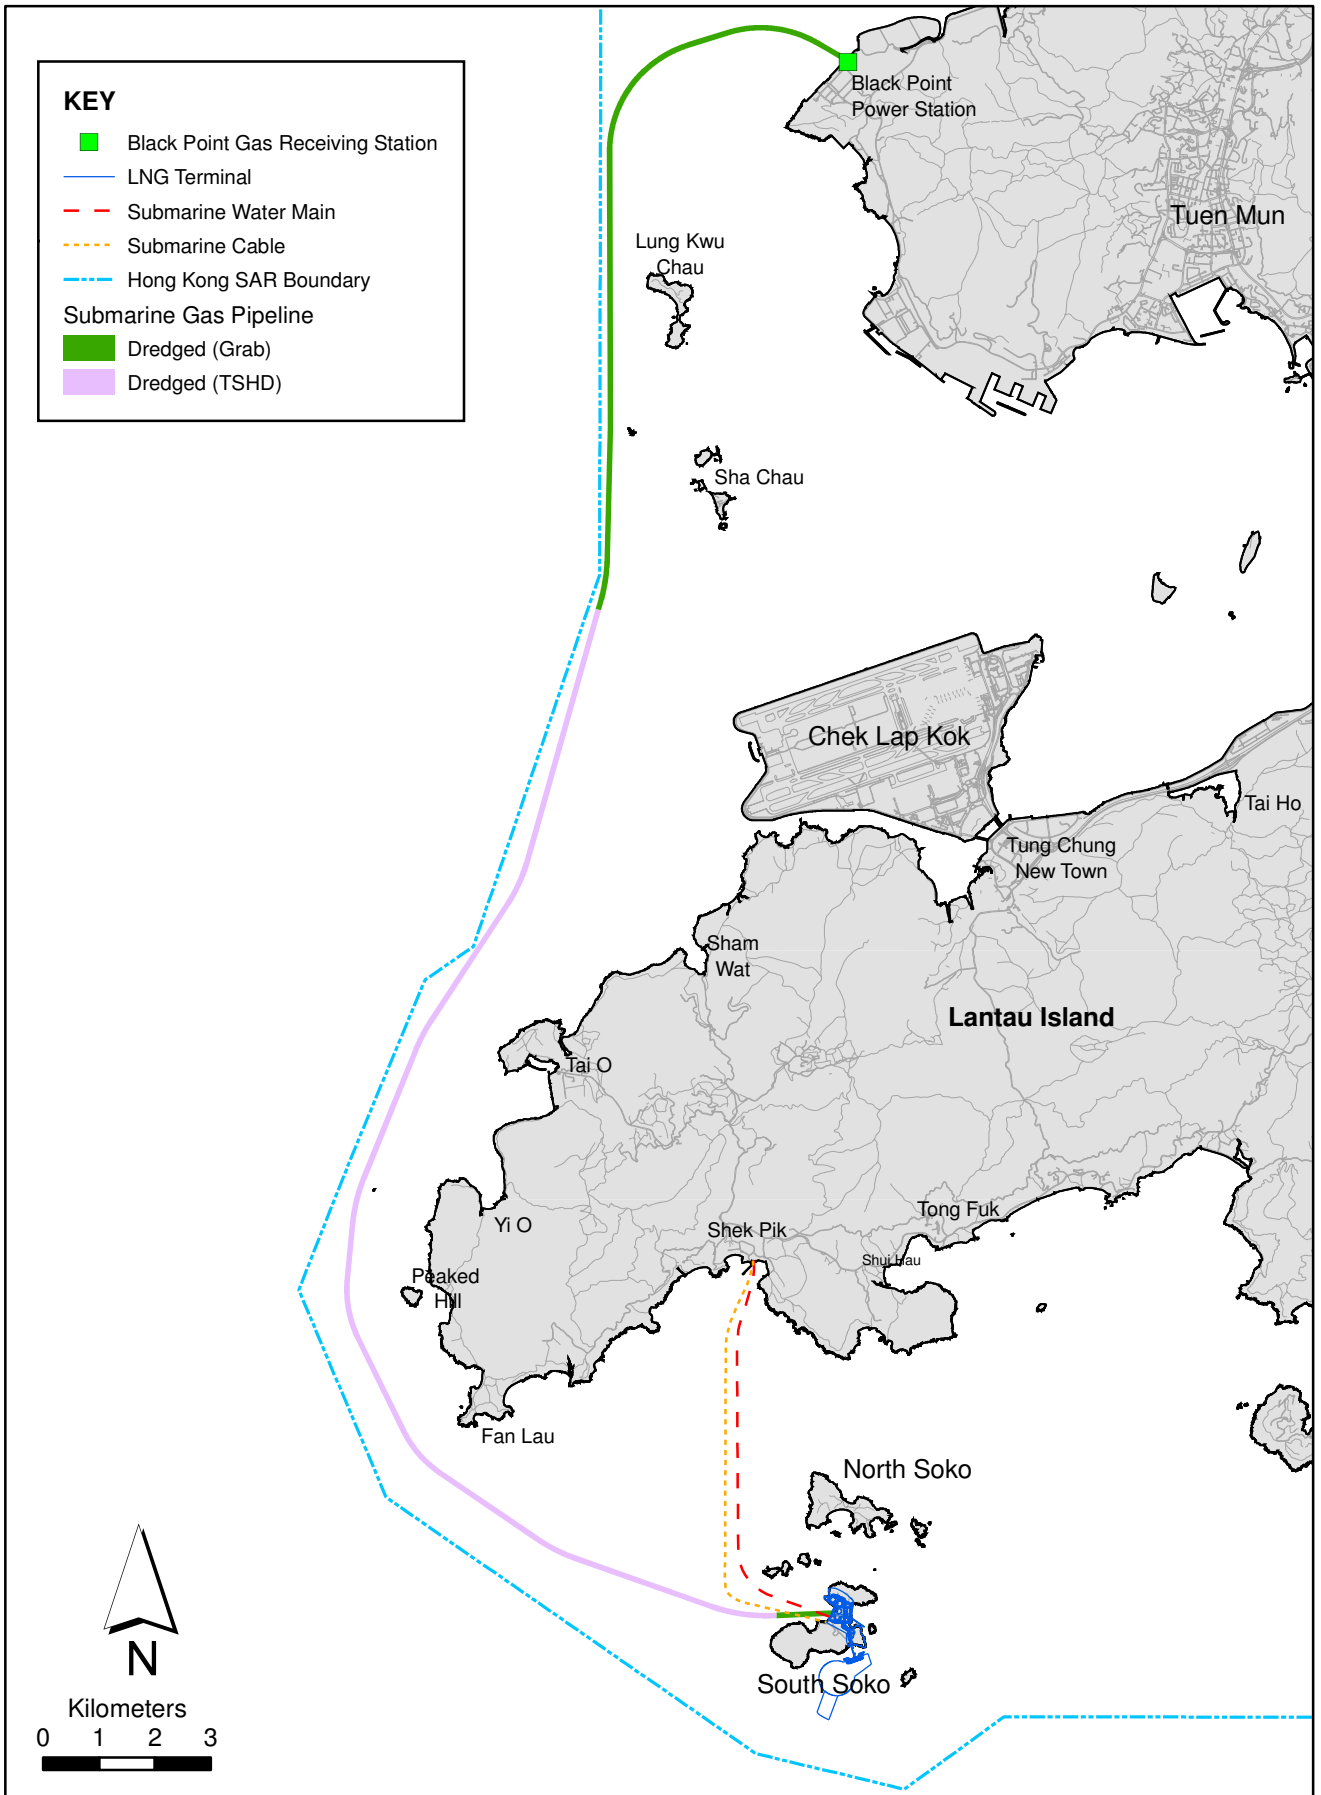 KEY
Black Point Gas Receiving Station
LNG Terminal
Submarine Water Main
Submarine Cable
Hong Kong SAR Boundary
Submarine Gas Pipeline
Dredged (Grab)
Dredged (TSHD)
Black Point
Power Station
Tuen Mun
Lung Kwu
Chau
Sha Chau
Chek Lap Kok
Tai Ho
Tung Chung
New Town
Sham
Wat
Lantau Island
Tai O
Tong Fuk
Yi O
Shek Pik
Shui Hau
Peaked
Hill
Fan Lau
North Soko
South Soko
N
Kilometers
0 1 2 3